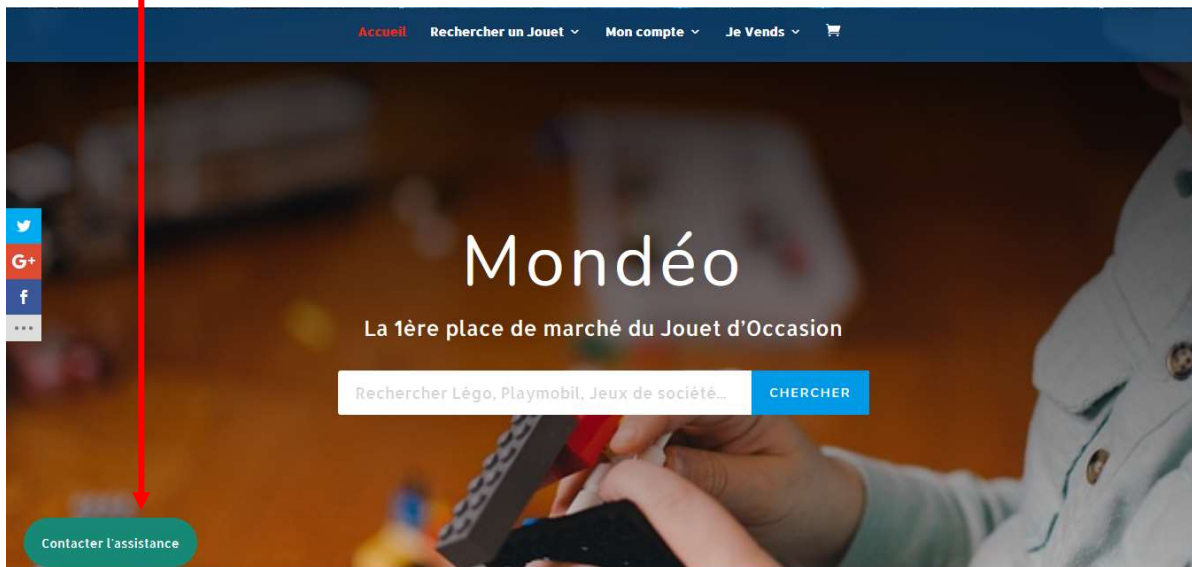 Accueil Rechercher un Jouet Mon compte Je Vends
G+
f
Mondéo
La 1ère place de marché du Jouet d'Occasion
Rechercher Légo, Playmobil, Jeux de société... CHERCHER
Contacter l'assistance